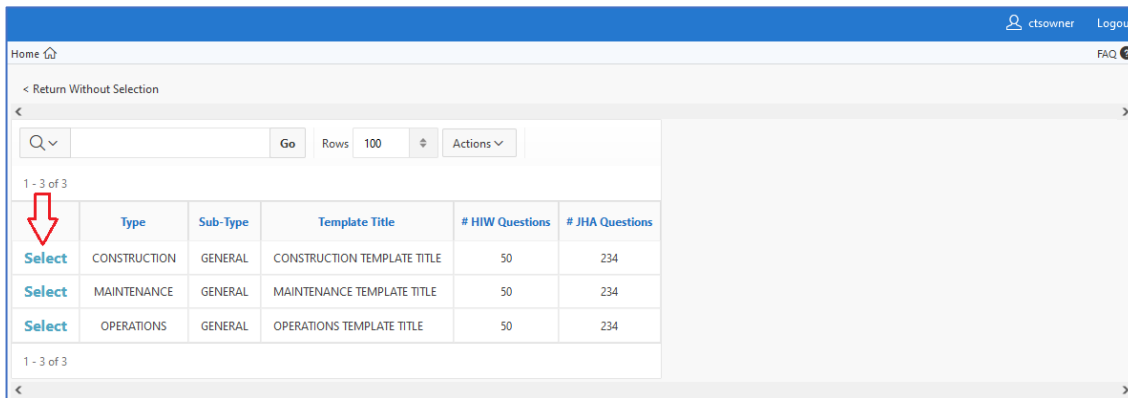 ctsowner Logou
Home FAQ ?
< Return Without Selection
Go Rows 100 Actions
1 - 3 of 3
Type Sub-Type Template Title # HIW Questions # JHA Questions
Select CONSTRUCTION GENERAL CONSTRUCTION TEMPLATE TITLE 50 234
Select MAINTENANCE GENERAL MAINTENANCE TEMPLATE TITLE 50 234
Select OPERATIONS GENERAL OPERATIONS TEMPLATE TITLE 50 234
1 - 3 of 3